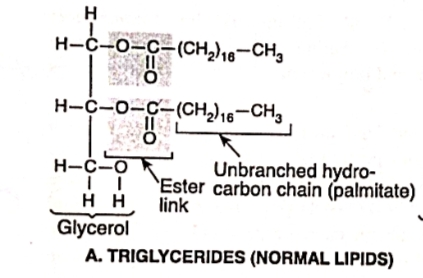 H
H–C–O–C–(CH₂)₁₆–CH₃
O
H–C–O–C–(CH₂)₁₆–CH₃
O
H–C–O
H H
Ester link
Unbranched hydro-
carbon chain (palmitate)
Glycerol
A. TRIGLYCERIDES (NORMAL LIPIDS)